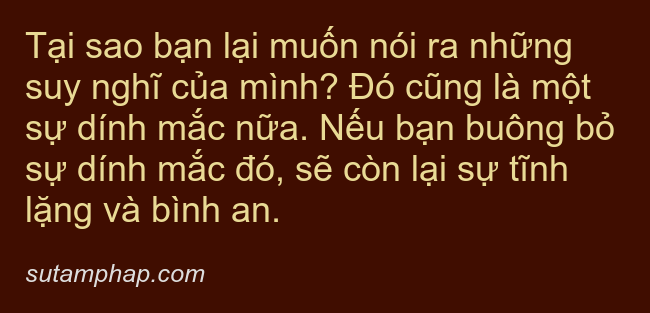 Tại sao bạn lại muốn nói ra những
suy nghĩ của mình? Đó cũng là một
sự dính mắc nữa. Nếu bạn buông bỏ
sự dính mắc đó, sẽ còn lại sự tĩnh
lặng và bình an.
sutamphap.com